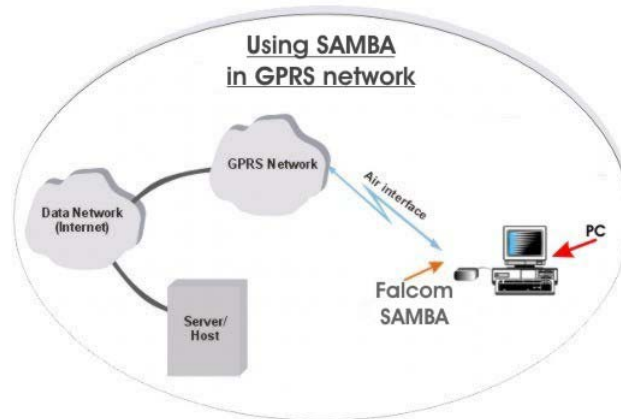 Using SAMBA
in GPRS network
GPRS Network
Air interface
Data Network
(Internet)
PC
Falcom
SAMBA
Server/
Host